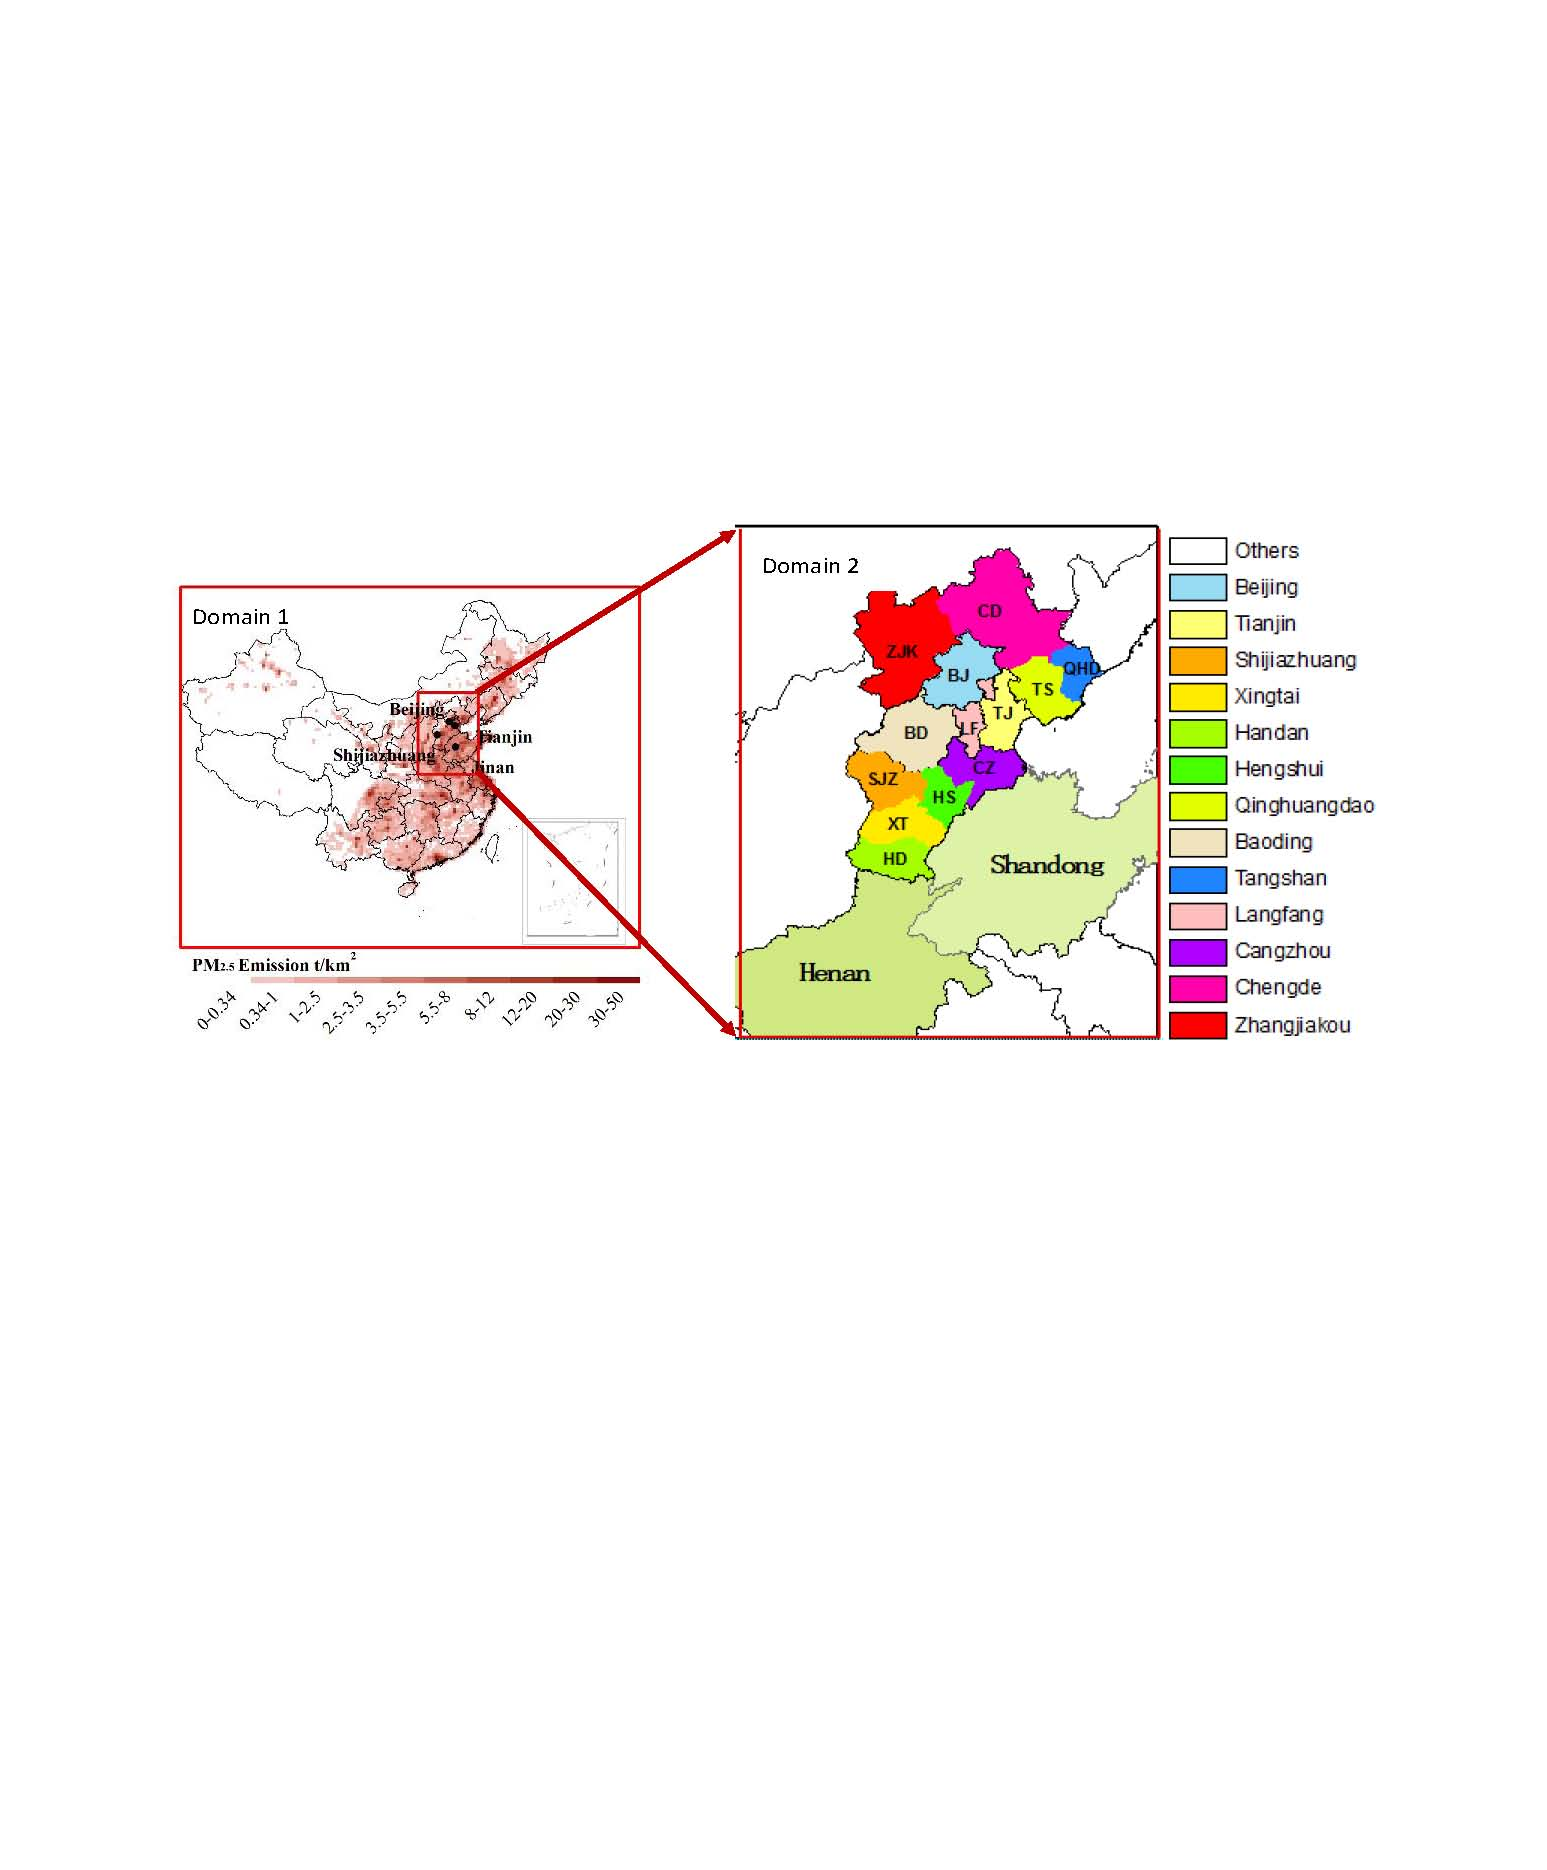 Domain 1
Beijing
Tianjin
Shijiazhuang
Jinan
PM2.5 Emission t/km2
0-0.34
0.34-1
1-2.5
2.5-3.5
3.5-5.5
5.5-8
8-12
12-20
20-30
30-50
Domain 2
CD
ZJK
BJ
QHD
TS
TJ
LF
BD
CZ
SJZ
HS
XT
HD
Shandong
Henan
Others
Beijing
Tianjin
Shijiazhuang
Xingtai
Handan
Hengshui
Qinghuangdao
Baoding
Tangshan
Langfang
Cangzhou
Chengde
Zhangjiakou